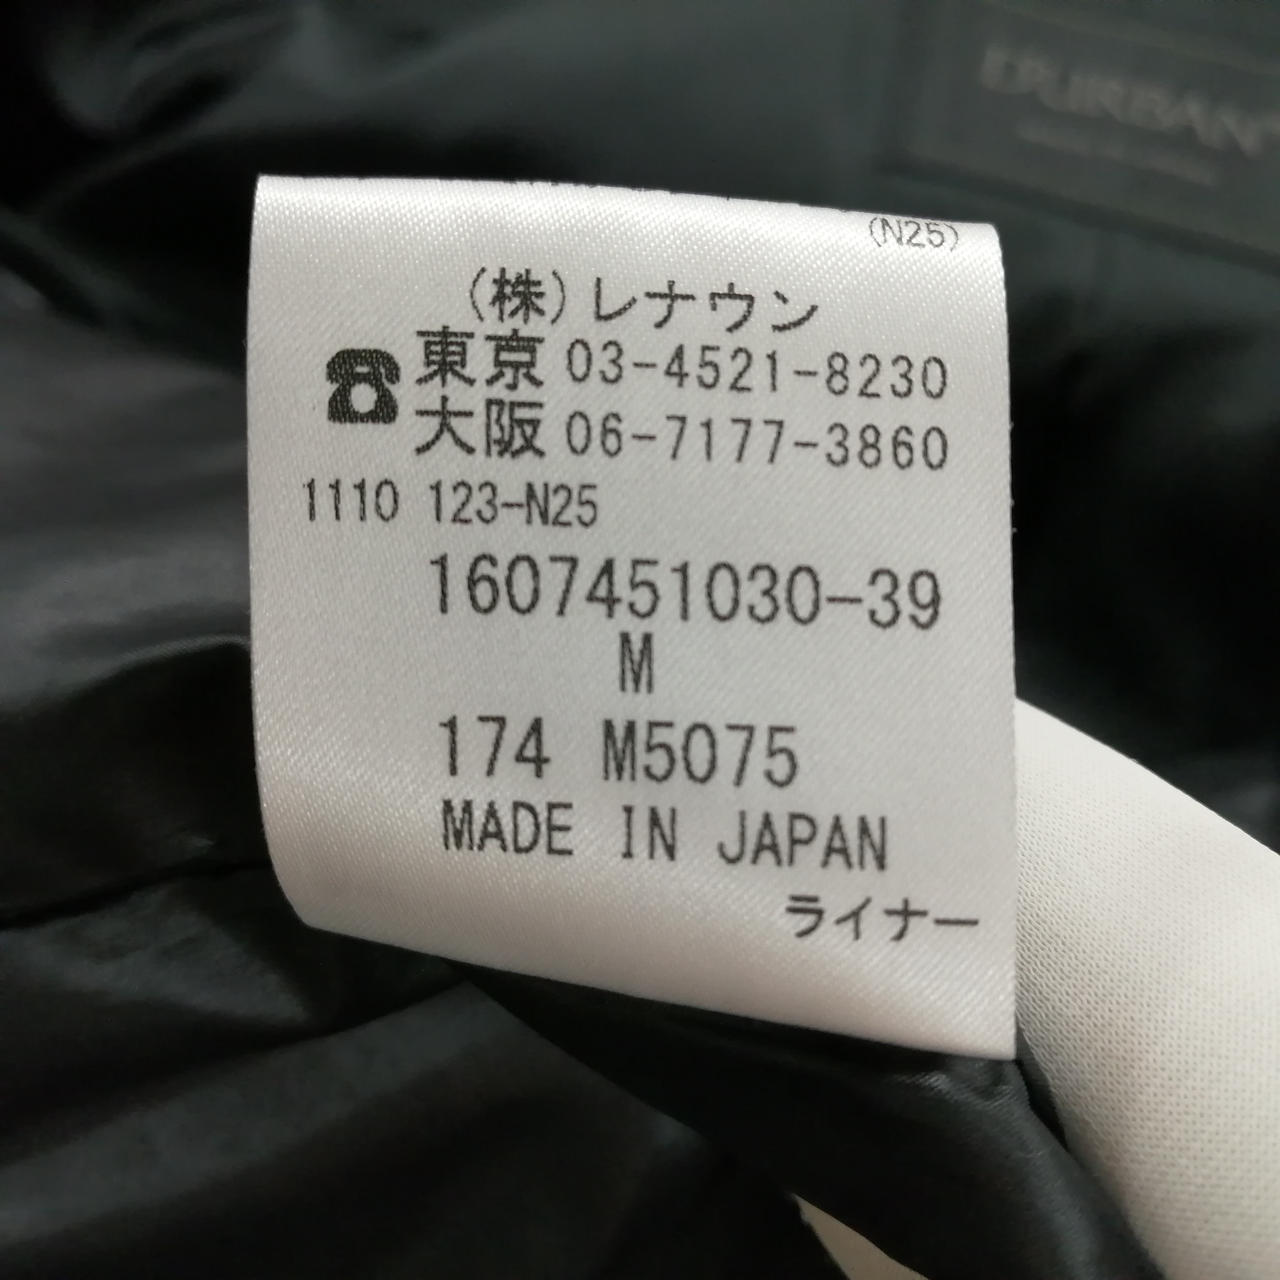 D'URBAN
(N25)
(株)レナウン
☎東京 03-4521-8230
大阪 06-7177-3860
1110 123-N25
1607451030-39
M
174 M5075
MADE IN JAPAN
ライナー